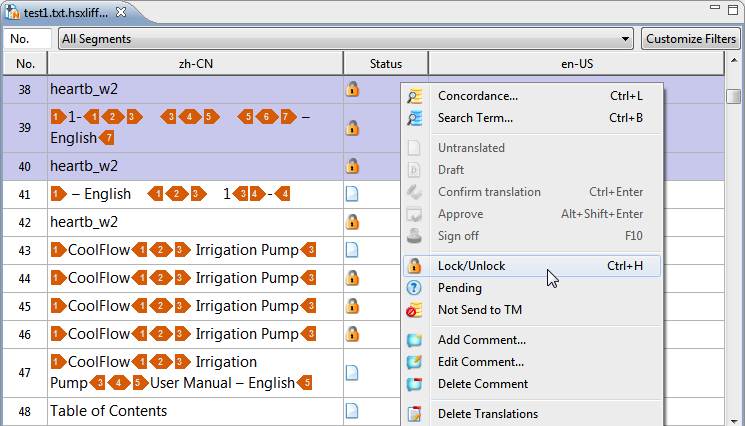 test1.txt.hsxliff...
No. All Segments Customize Filters
No. zh-CN Status en-US
38 heartb_w2
39 1 1- 1 2 3 3 4 5 5 6 7 –
English 7
40 heartb_w2
41 1 – English 1 2 3 1 3 4 - 4
42 heartb_w2
43 1 CoolFlow 1 2 3 Irrigation Pump 3
44 1 CoolFlow 1 2 3 Irrigation Pump 3
45 1 CoolFlow 1 2 3 Irrigation Pump 3
46 1 CoolFlow 1 2 3 Irrigation Pump 3
47 1 CoolFlow 1 2 3 Irrigation
Pump 3 4 5 User Manual – English 5
48 Table of Contents
Concordance... Ctrl+L
Search Term... Ctrl+B
Untranslated
Draft
Confirm translation Ctrl+Enter
Approve Alt+Shift+Enter
Sign off F10
Lock/Unlock Ctrl+H
Pending
Not Send to TM
Add Comment...
Edit Comment...
Delete Comment
Delete Translations